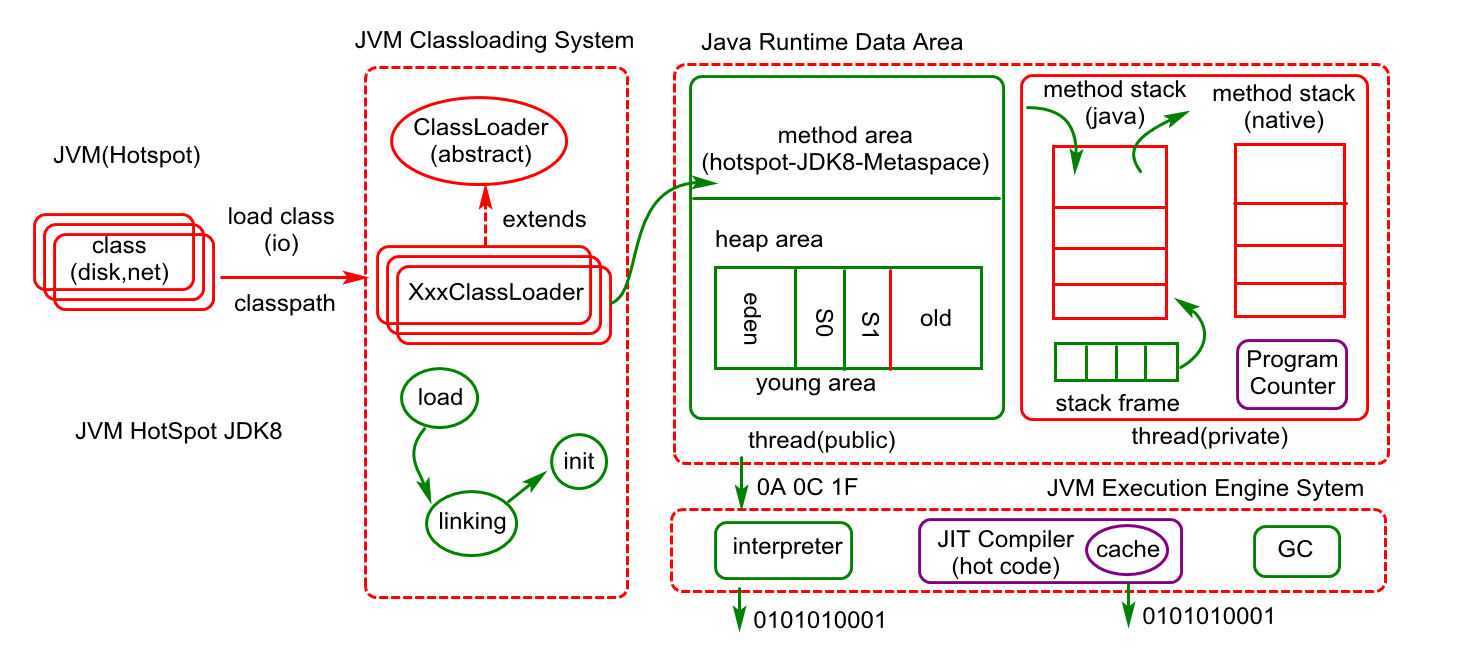 JVM Classloading System
Java Runtime Data Area
JVM(Hotspot)
class
(disk,net)
load class
(io)
classpath
JVM HotSpot JDK8
ClassLoader
(abstract)
extends
XxxClassLoader
load
linking
init
method area
(hotspot-JDK8-Metaspace)
heap area
eden
S0
S1
old
young area
thread(public)
method stack
(java)
method stack
(native)
stack frame
Program
Counter
thread(private)
0A 0C 1F
JVM Execution Engine Sytem
interpreter
JIT Compiler
(hot code)
cache
GC
0101010001
0101010001